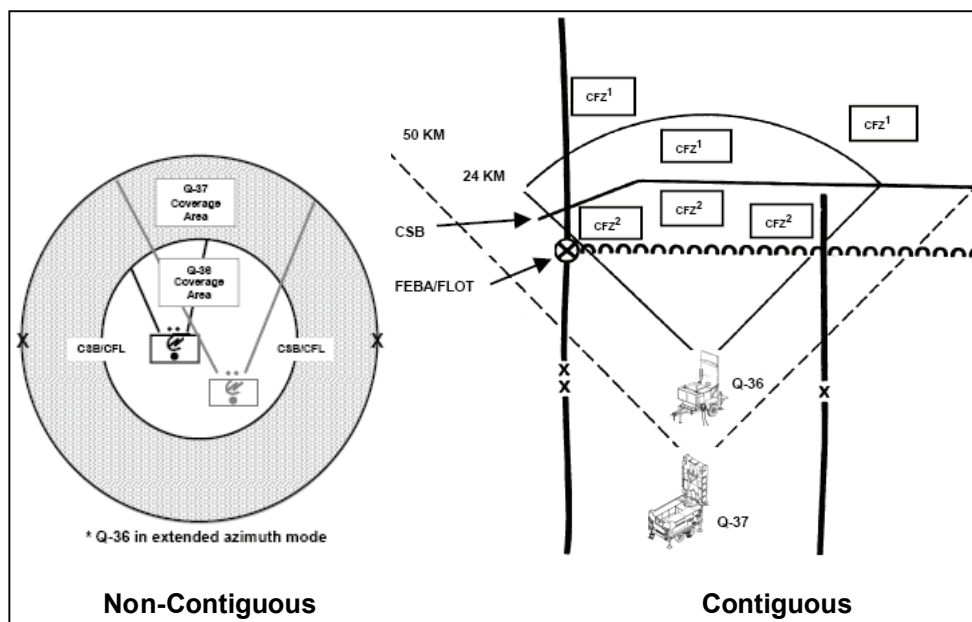 Q-37
Coverage
Area
Q-36
Coverage
Area
CSB/CFL
CSB/CFL
X
X
* Q-36 in extended azimuth mode
Non-Contiguous
50 KM
24 KM
CSB
FEBA/FLOT
CFZ¹
CFZ¹
CFZ¹
CFZ²
CFZ²
CFZ²
X
X
X
Q-36
Q-37
Contiguous